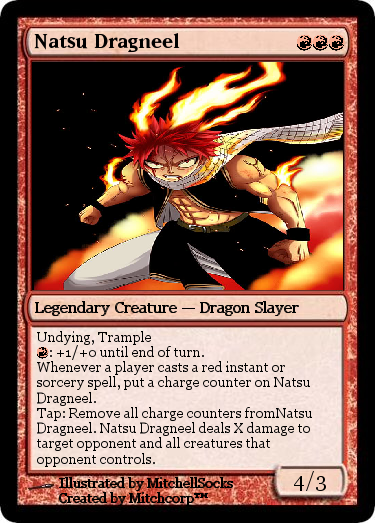 Natsu Dragneel
Legendary Creature — Dragon Slayer
Undying, Trample
: +1/+0 until end of turn.
Whenever a player casts a red instant or
sorcery spell, put a charge counter on Natsu
Dragneel.
Tap: Remove all charge counters fromNatsu
Dragneel. Natsu Dragneel deals X damage to
target opponent and all creatures that
opponent controls.
Illustrated by MitchellSocks
Created by Mitchcorp™
4/3